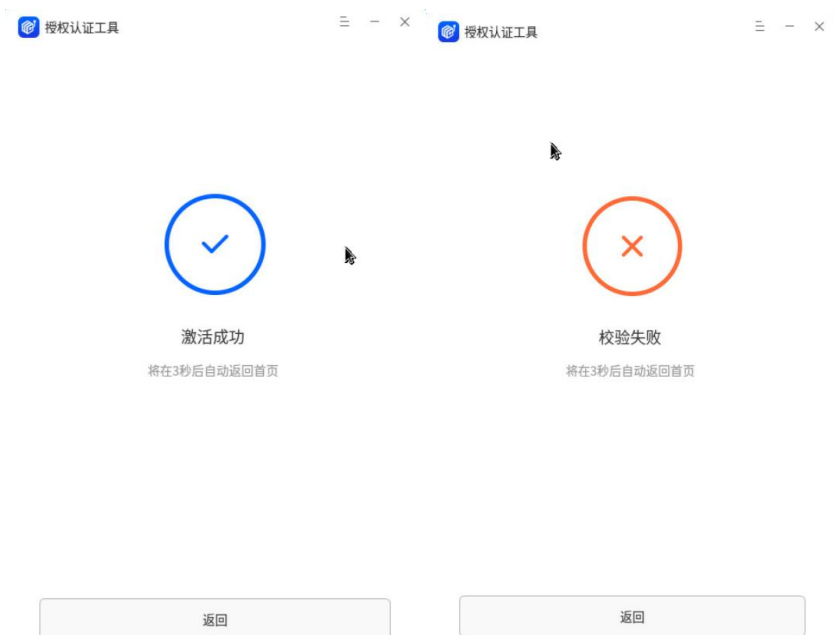 授权认证工具
激活成功
将在3秒后自动返回首页
返回
授权认证工具
校验失败
将在3秒后自动返回首页
返回